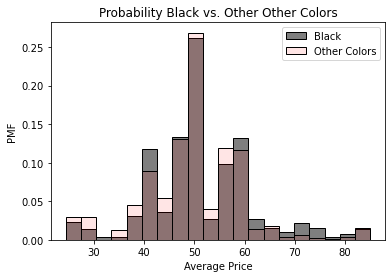 Probability Black vs. Other Other Colors
Black
Other Colors
0.25
0.20
0.15
0.10
0.05
0.00
PMF
30 40 50 60 70 80
Average Price